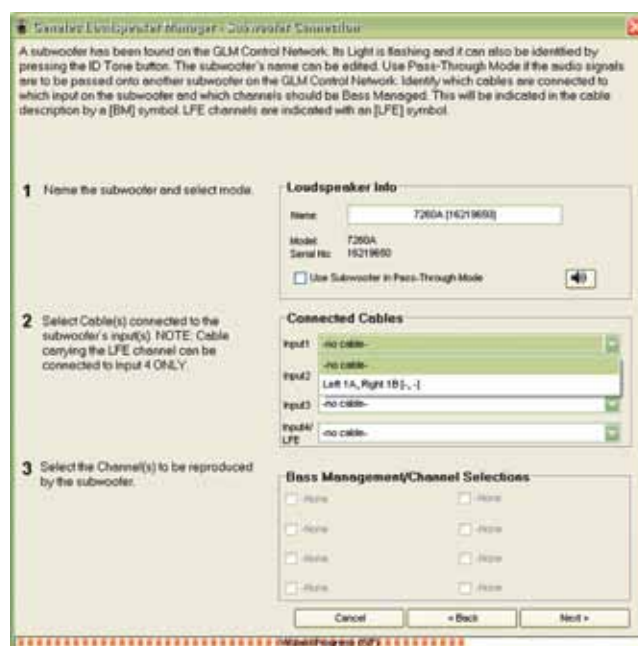 Genelec Loudspeaker Manager - Subwoofer Connection
A subwoofer has been found on the GLM Control Network. Its Light is flashing and it can also be identified by
pressing the ID Tone button. The subwoofer's name can be edited. Use Pass-Through Mode if the audio signals
are to be passed onto another subwoofer on the GLM Control Network. Identify which cables are connected to
which input on the subwoofer and which channels should be Bass Managed. This will be indicated in the cable
description by a [BM] symbol. LFE channels are indicated with an [LFE] symbol.
1 Name the subwoofer and select mode.
Loudspeaker Info
Name: 7260A [16219660]
Model: 7260A
Serial No: 16219660
Use Subwoofer in Pass-Through Mode
2 Select Cable(s) connected to the
subwoofer's input(s). NOTE: Cable
carrying the LFE channel can be
connected to Input 4 ONLY.
Connected Cables
Input1 -no cable-
-no cable-
Input2
Left 1A, Right 1B [-, -]
Input3 -no cable-
Input4/
LFE -no cable-
3 Select the Channel(s) to be reproduced
by the subwoofer.
Bass Management/Channel Selections
-None -None
-None -None
-None -None
-None -None
Cancel < Back Next >